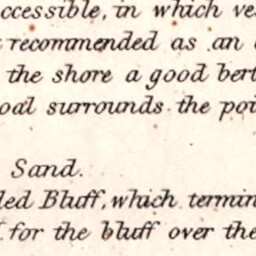 ccessible, in which ve
recommended as an
the shore a good bert
oal surrounds the poi
Sand.
led Bluff, which termin
for the bluff over the